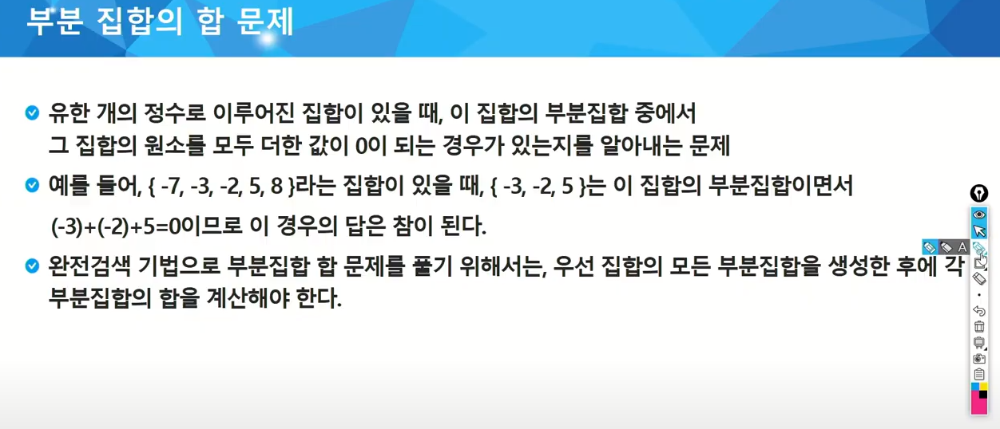 부분 집합의 합 문제
유한 개의 정수로 이루어진 집합이 있을 때, 이 집합의 부분집합 중에서
그 집합의 원소를 모두 더한 값이 0이 되는 경우가 있는지를 알아내는 문제
예를 들어, { -7, -3, -2, 5, 8 }라는 집합이 있을 때, { -3, -2, 5 }는 이 집합의 부분집합이면서
(-3)+(-2)+5=0이므로 이 경우의 답은 참이 된다.
완전검색 기법으로 부분집합 합 문제를 풀기 위해서는, 우선 집합의 모든 부분집합을 생성한 후에 각
부분집합의 합을 계산해야 한다.
A